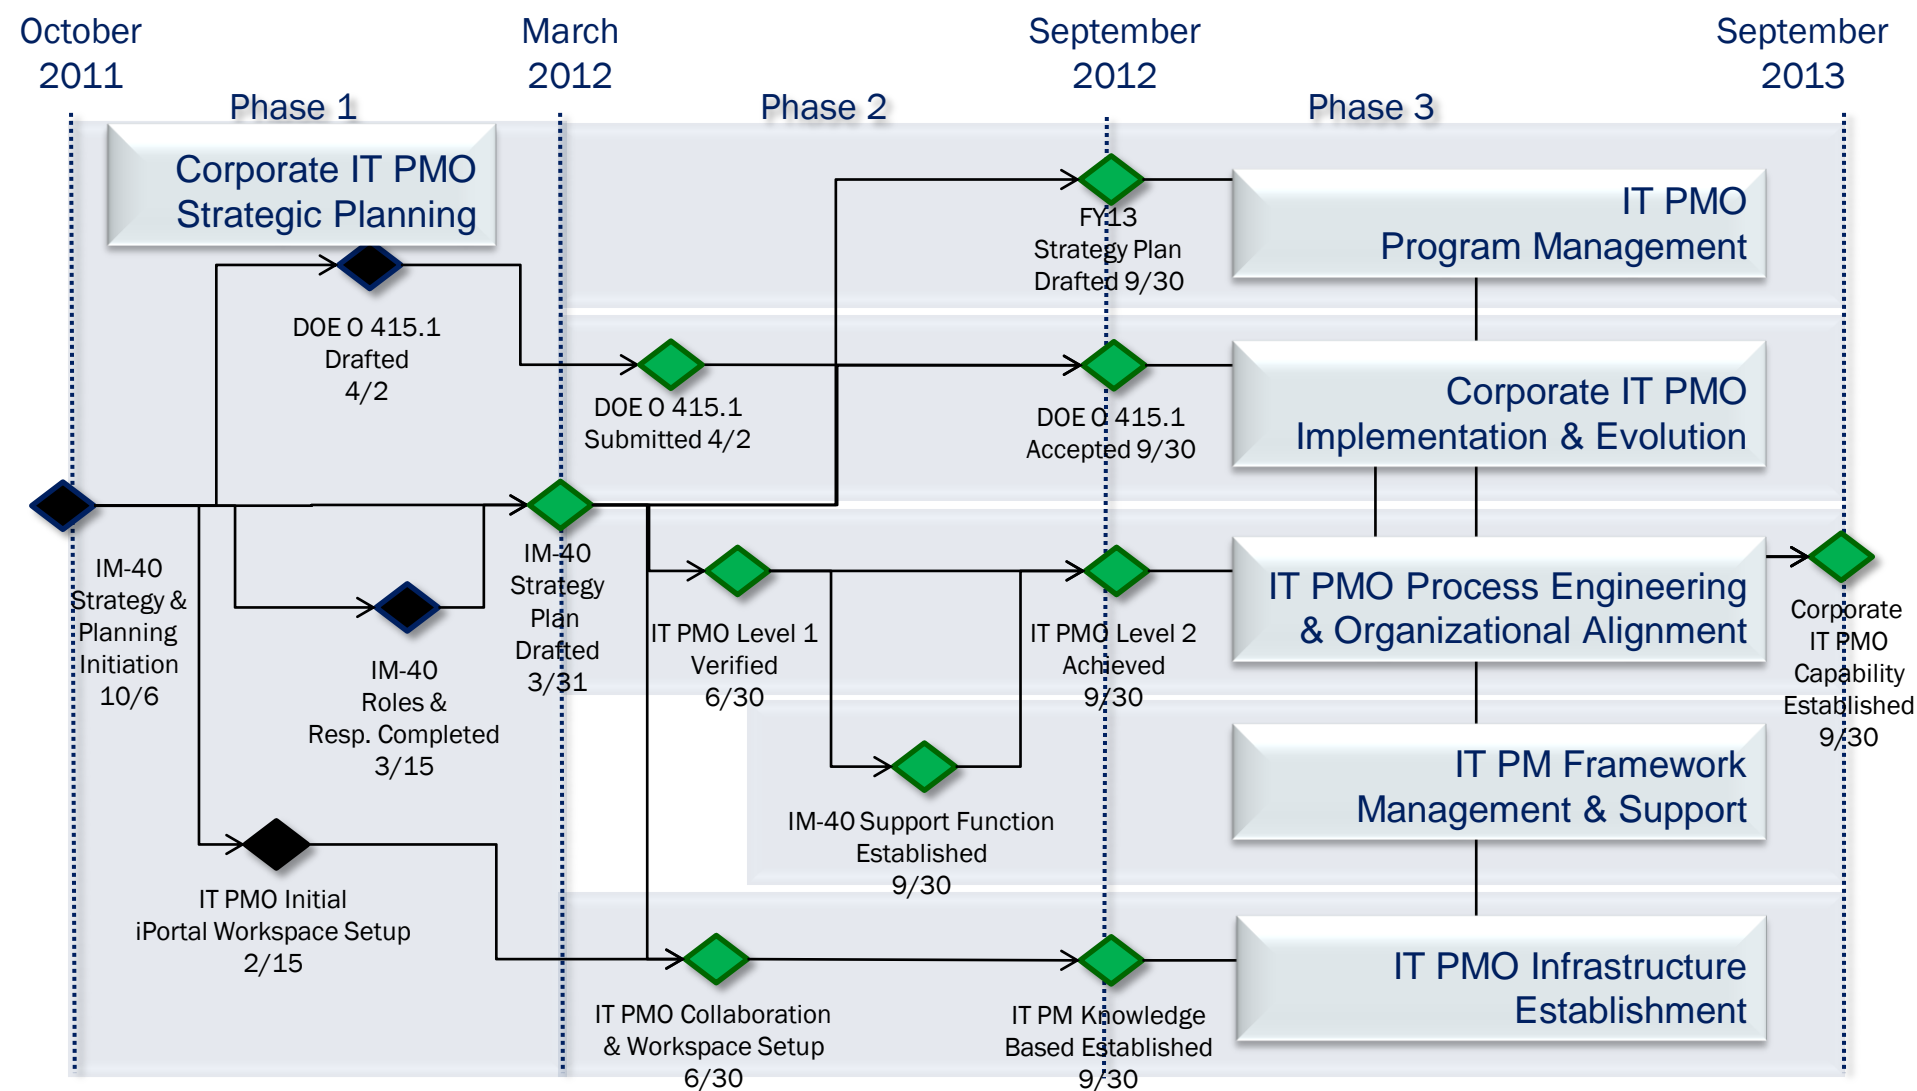 October
2011
March
2012
September
2012
September
2013
Phase 1
Phase 2
Phase 3
Corporate IT PMO
Strategic Planning
IT PMO
Program Management
FY13
Strategy Plan
Drafted 9/30
DOE O 415.1
Drafted
4/2
DOE O 415.1
Submitted 4/2
DOE O 415.1
Accepted 9/30
Corporate IT PMO
Implementation & Evolution
IM-40
Strategy &
Planning
Initiation
10/6
IM-40
Roles &
Resp. Completed
3/15
IM-40
Strategy
Plan
Drafted
3/31
IT PMO Level 1
Verified
6/30
IT PMO Level 2
Achieved
9/30
IT PMO Process Engineering
& Organizational Alignment
Corporate
IT PMO
Capability
Established
9/30
IM-40 Support Function
Established
9/30
IT PM Framework
Management & Support
IT PMO Initial
iPortal Workspace Setup
2/15
IT PMO Collaboration
& Workspace Setup
6/30
IT PM Knowledge
Based Established
9/30
IT PMO Infrastructure
Establishment